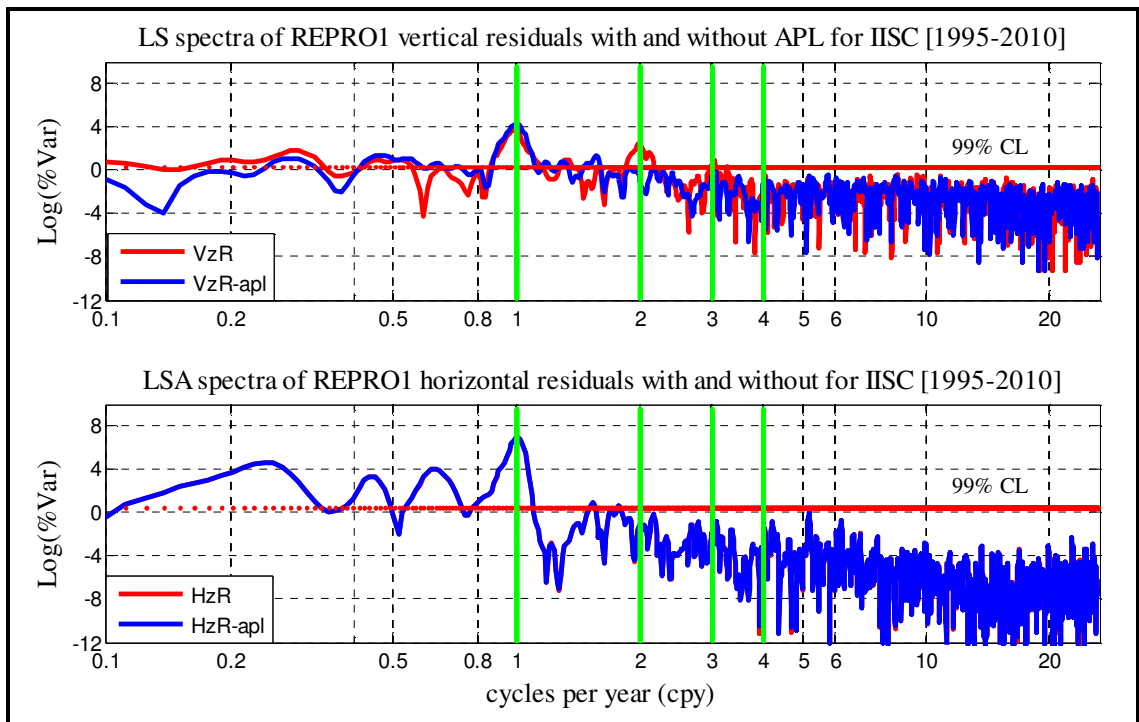 LS spectra of REPRO1 vertical residuals with and without APL for IISC [1995-2010]
8
4
0
-4
-8
-12
Log(%Var)
99% CL
VzR
VzR-apl
0.1 0.2 0.5 0.8 1 2 3 4 5 6 10 20
LSA spectra of REPRO1 horizontal residuals with and without for IISC [1995-2010]
8
4
0
-4
-8
-12
Log(%Var)
99% CL
HzR
HzR-apl
0.1 0.2 0.5 0.8 1 2 3 4 5 6 10 20
cycles per year (cpy)